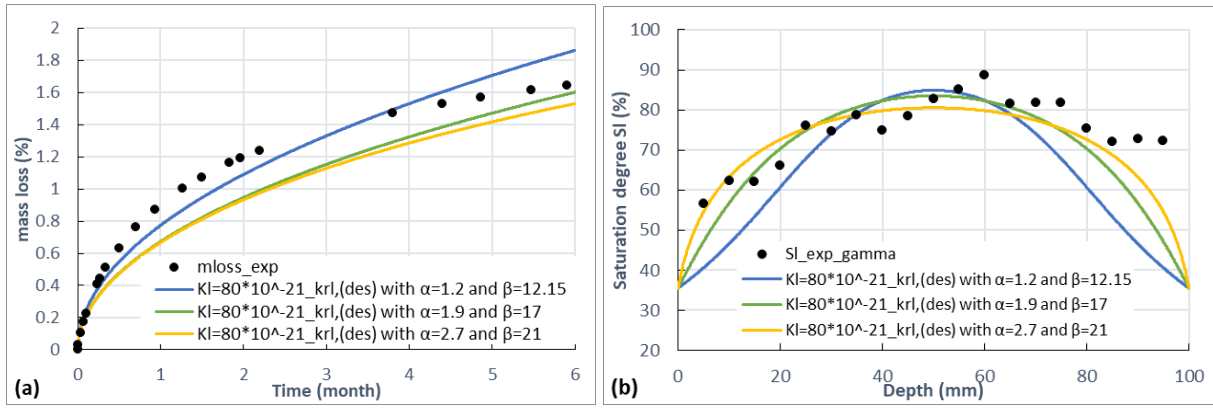 2
1.8
1.6
1.4
1.2
1
0.8
0.6
0.4
0.2
0
mass loss (%)
mloss_exp
Kl=80*10^-21_krl,(des) with α=1.2 and β=12.15
Kl=80*10^-21_krl,(des) with α=1.9 and β=17
Kl=80*10^-21_krl,(des) with α=2.7 and β=21
0 1 2 3 4 5 6
(a) Time (month)
100
90
80
70
60
50
40
30
20
Saturation degree Sl (%)
Sl_exp_gamma
Kl=80*10^-21_krl,(des) with α=1.2 and β=12.15
Kl=80*10^-21_krl,(des) with α=1.9 and β=17
Kl=80*10^-21_krl,(des) with α=2.7 and β=21
0 20 40 60 80 100
(b) Depth (mm)